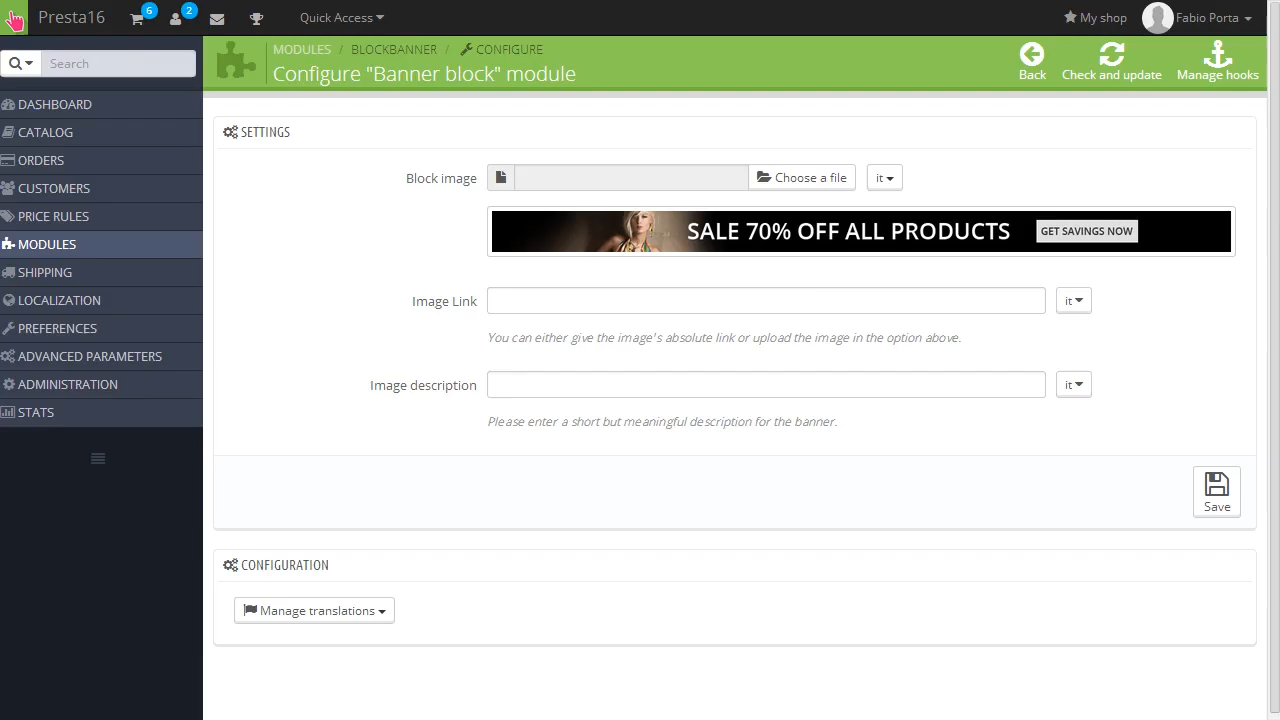 Presta16 6 2 Quick Access My shop Fabio Porta
Search
MODULES / BLOCKBANNER / CONFIGURE
Configure "Banner block" module
Back Check and update Manage hooks
DASHBOARD
CATALOG
ORDERS
CUSTOMERS
PRICE RULES
MODULES
SHIPPING
LOCALIZATION
PREFERENCES
ADVANCED PARAMETERS
ADMINISTRATION
STATS
SETTINGS
Block image Choose a file it
SALE 70% OFF ALL PRODUCTS GET SAVINGS NOW
Image Link it
You can either give the image's absolute link or upload the image in the option above.
Image description it
Please enter a short but meaningful description for the banner.
Save
CONFIGURATION
Manage translations